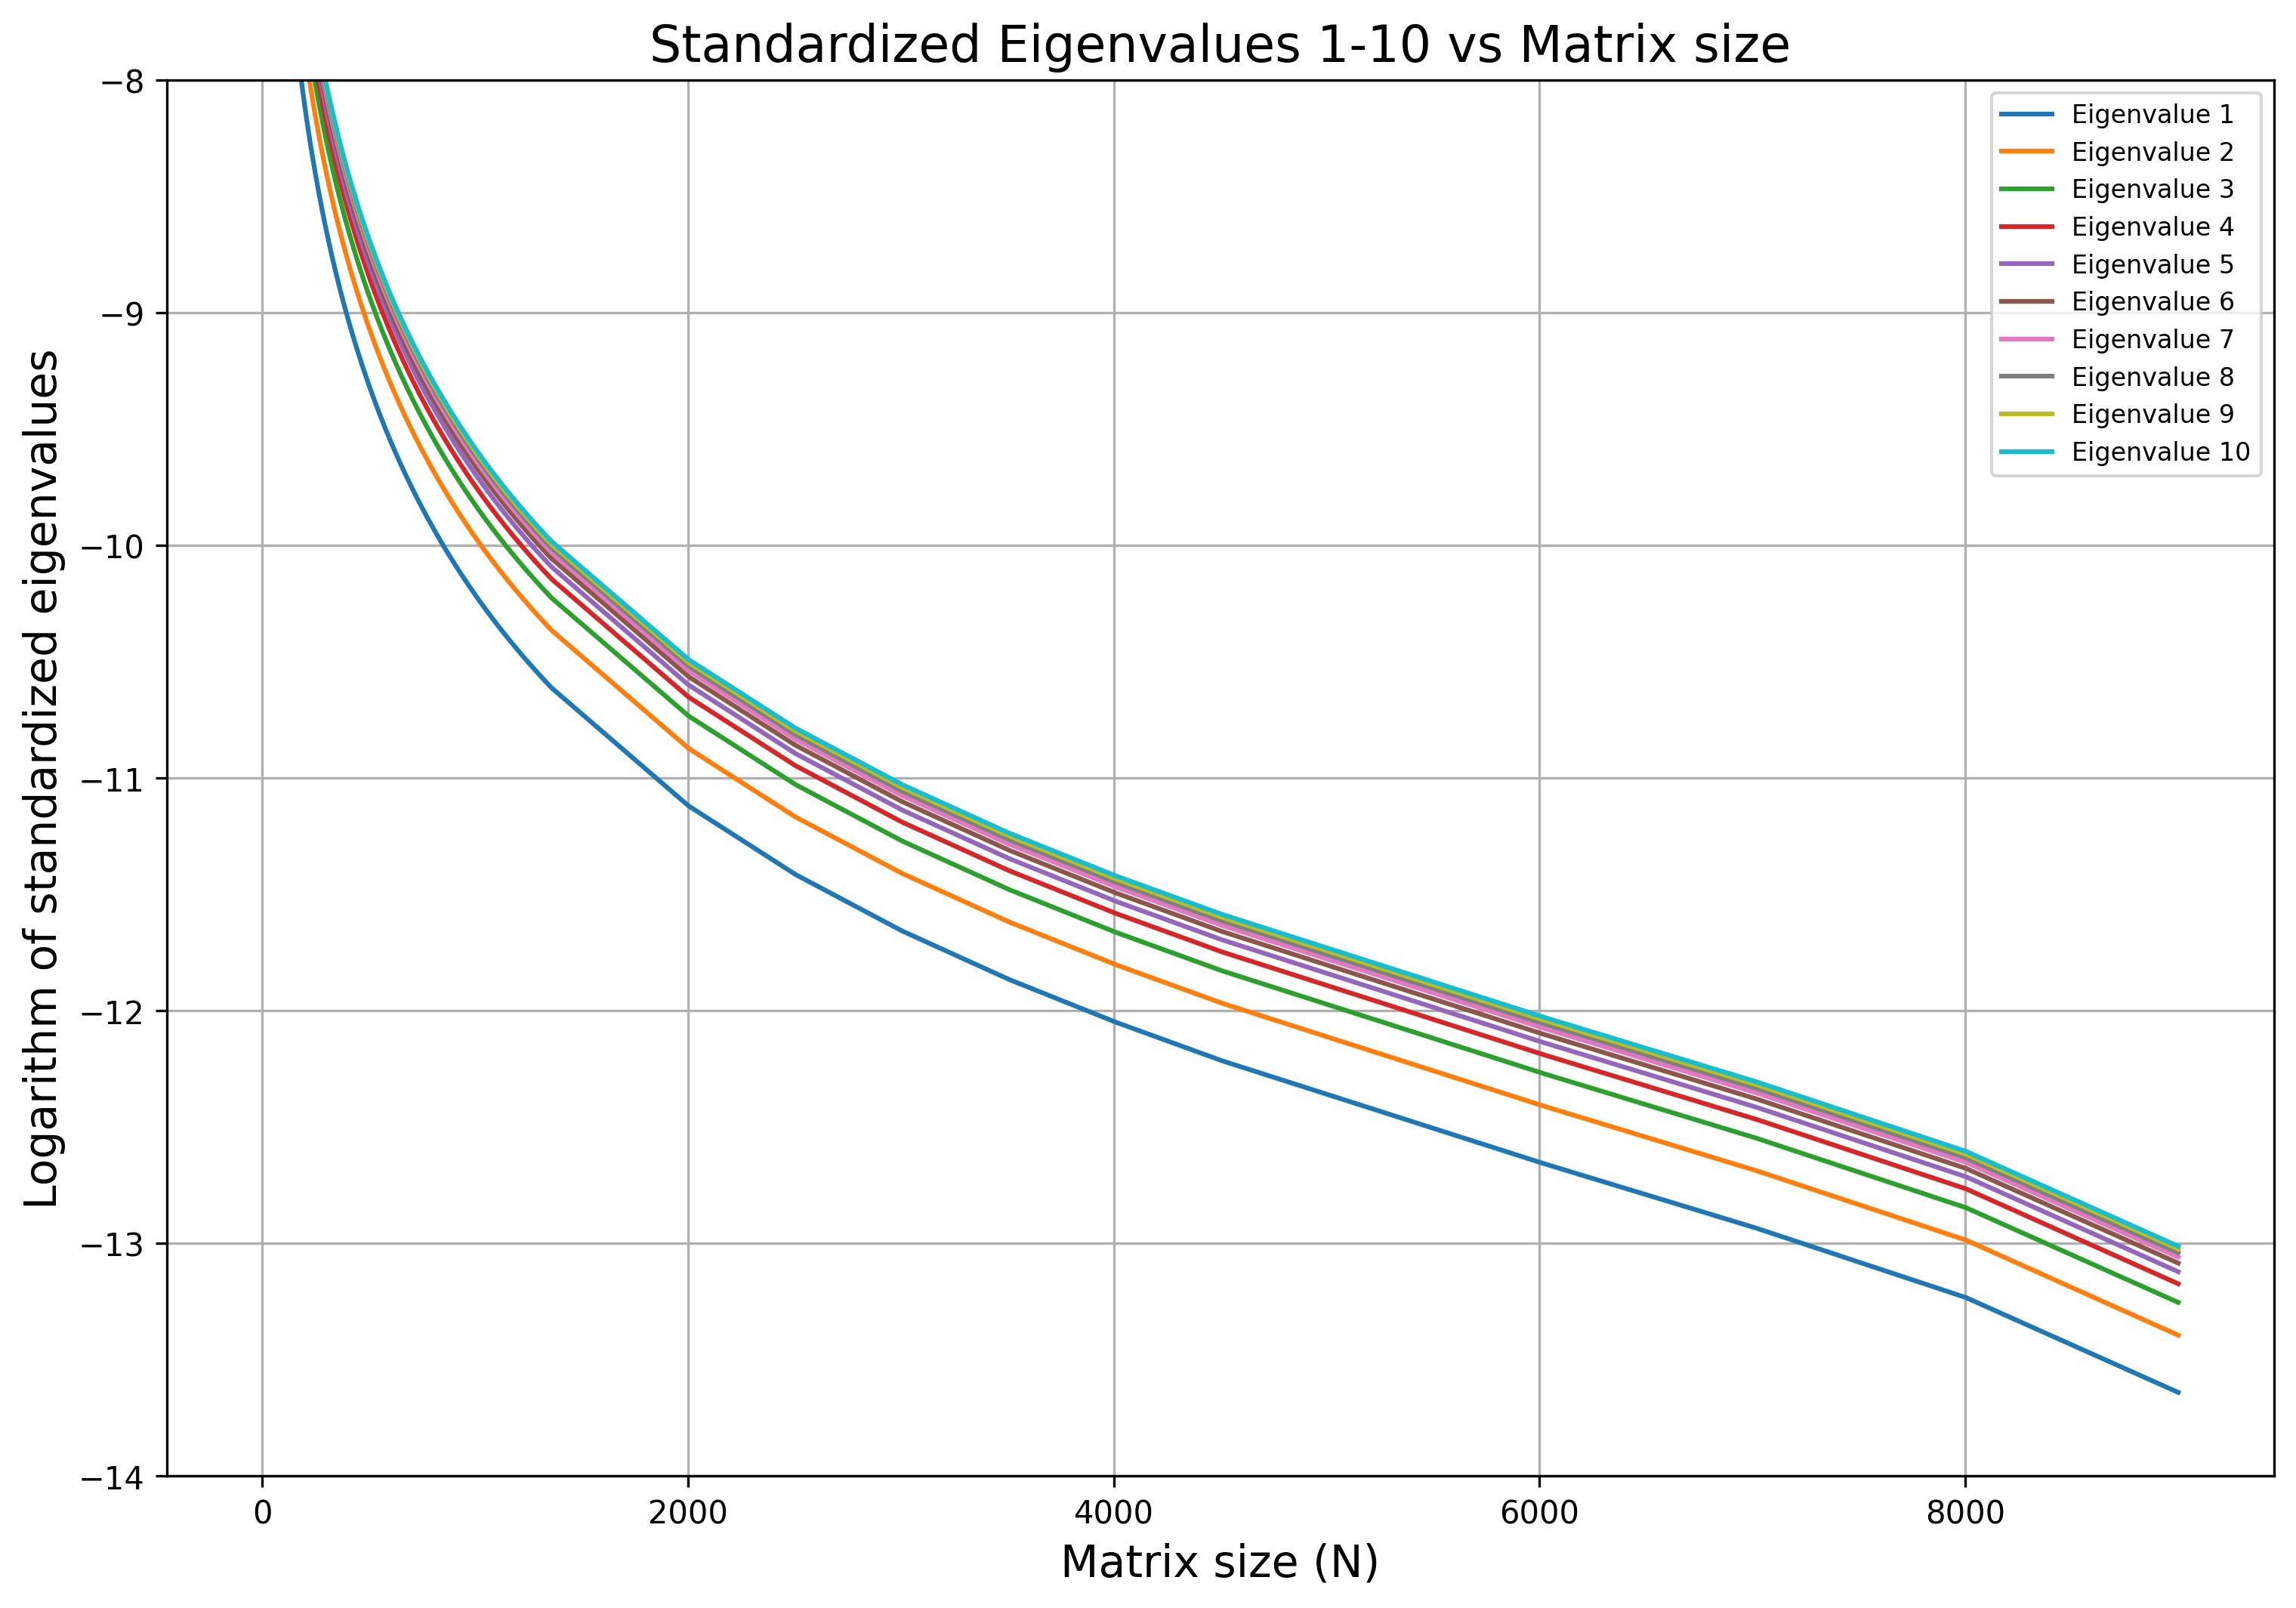 Standardized Eigenvalues 1-10 vs Matrix size
−8
−9
−10
−11
−12
−13
−14
Logarithm of standardized eigenvalues
Eigenvalue 1
Eigenvalue 2
Eigenvalue 3
Eigenvalue 4
Eigenvalue 5
Eigenvalue 6
Eigenvalue 7
Eigenvalue 8
Eigenvalue 9
Eigenvalue 10
0 2000 4000 6000 8000
Matrix size (N)